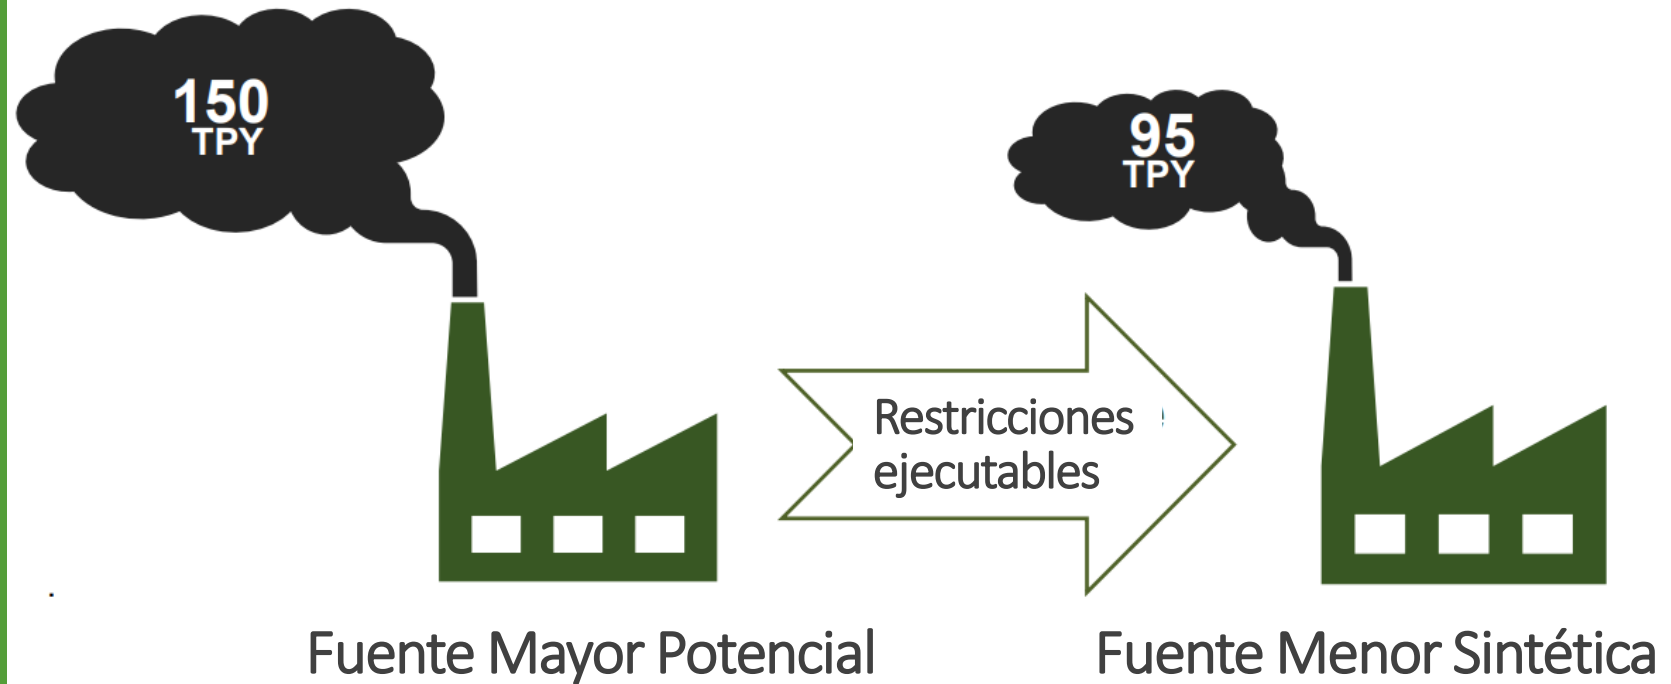 150
TPY
95
TPY
Restricciones
ejecutables
Fuente Mayor Potencial
Fuente Menor Sintética